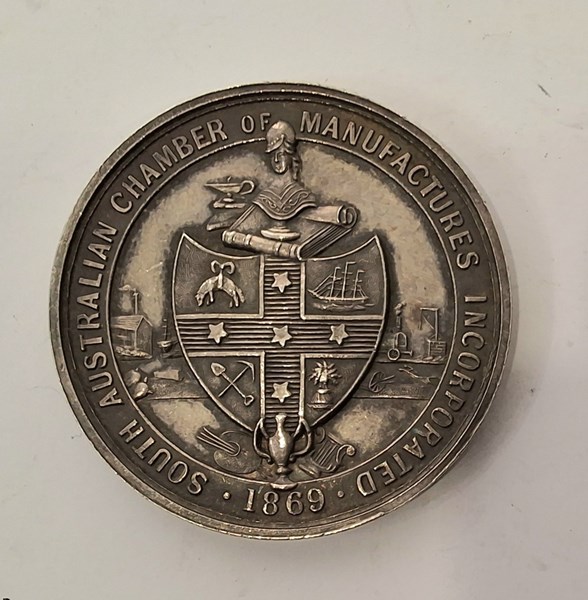 SOUTH AUSTRALIAN CHAMBER OF MANUFACTURES INCORPORATED
· 1869 ·